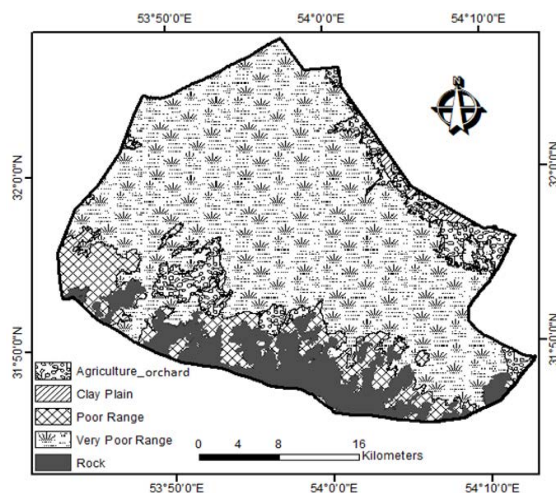 53°50'0"E 54°0'0"E 54°10'0"E
N
32°0'0"N 32°0'0"N
31°50'0"N 31°50'0"N
Agriculture_orchard
Clay Plain
Poor Range
Very Poor Range
Rock
0 4 8 16
Kilometers
53°50'0"E 54°0'0"E 54°10'0"E